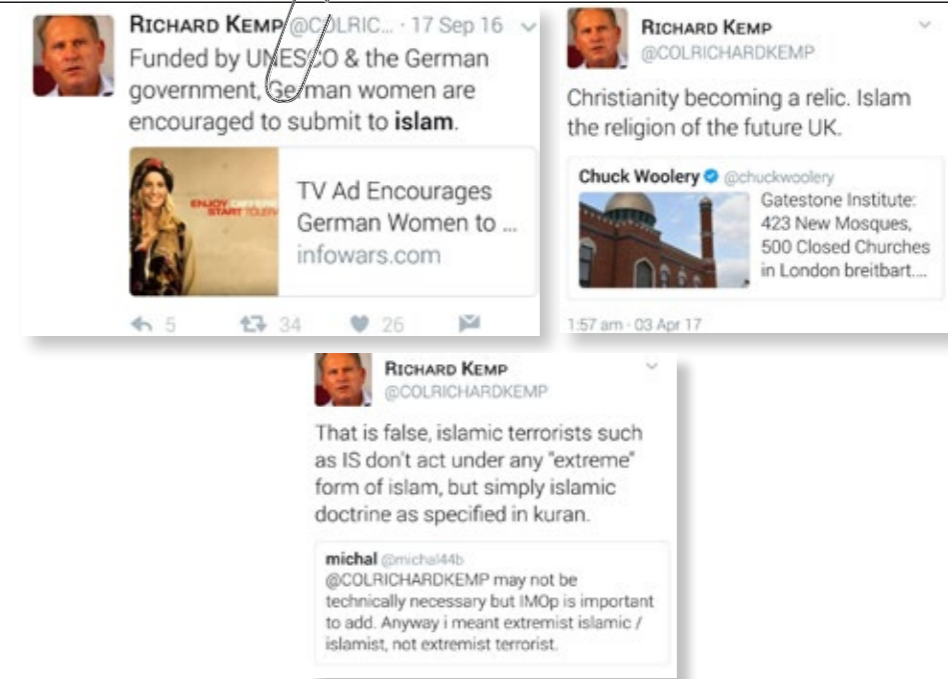 RICHARD KEMP @COLRIC... · 17 Sep 16
Funded by UNESCO & the German
government, German women are
encouraged to submit to islam.
ENJOY DIFFERE
START TOLERA
TV Ad Encourages
German Women to ...
infowars.com
5 34 26
RICHARD KEMP
@COLRICHARDKEMP
Christianity becoming a relic. Islam
the religion of the future UK.
Chuck Woolery @chuckwoolery
Gatestone Institute:
423 New Mosques,
500 Closed Churches
in London breitbart....
1:57 am · 03 Apr 17
RICHARD KEMP
@COLRICHARDKEMP
That is false, islamic terrorists such
as IS don't act under any "extreme"
form of islam, but simply islamic
doctrine as specified in kuran.
michal @michal44b
@COLRICHARDKEMP may not be
technically necessary but IMOp is important
to add. Anyway i meant extremist islamic /
islamist, not extremist terrorist.